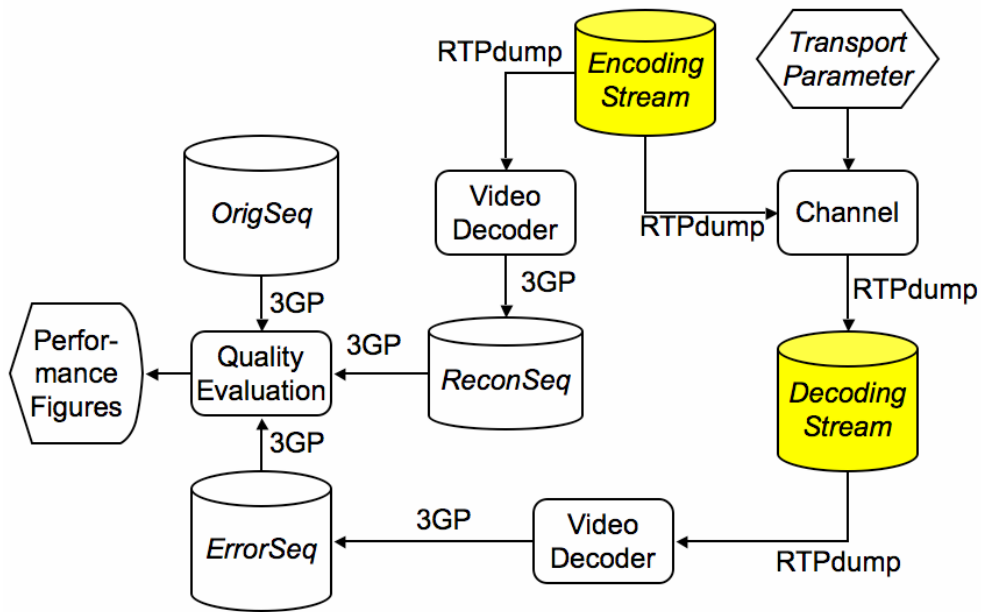 RTPdump
Encoding
Stream
Transport
Parameter
OrigSeq
Video
Decoder
RTPdump
Channel
3GP
3GP
RTPdump
Perfor-
mance
Figures
Quality
Evaluation
3GP
ReconSeq
Decoding
Stream
3GP
ErrorSeq
3GP
Video
Decoder
RTPdump